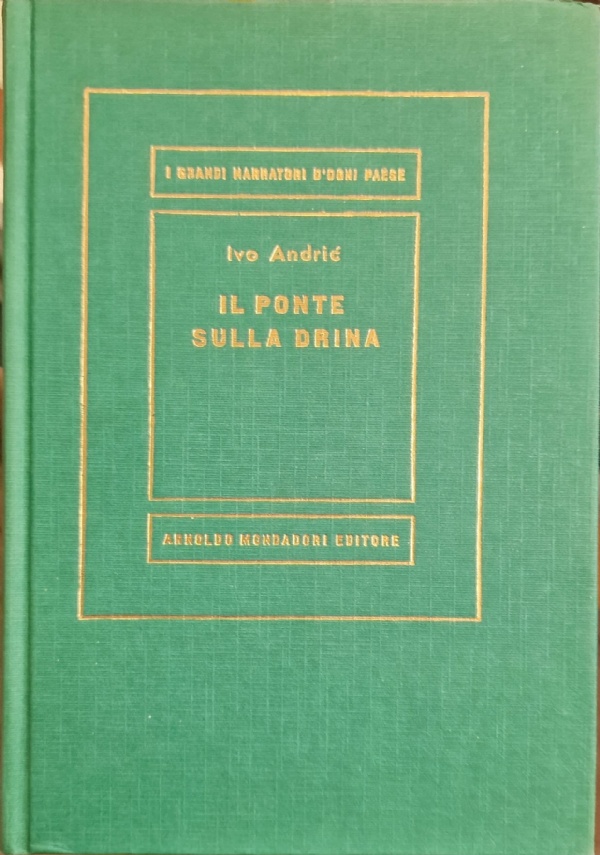 I GRANDI NARRATORI D'OGNI PAESE
Ivo Andrić
IL PONTE
SULLA DRINA
ARNOLDO MONDADORI EDITORE